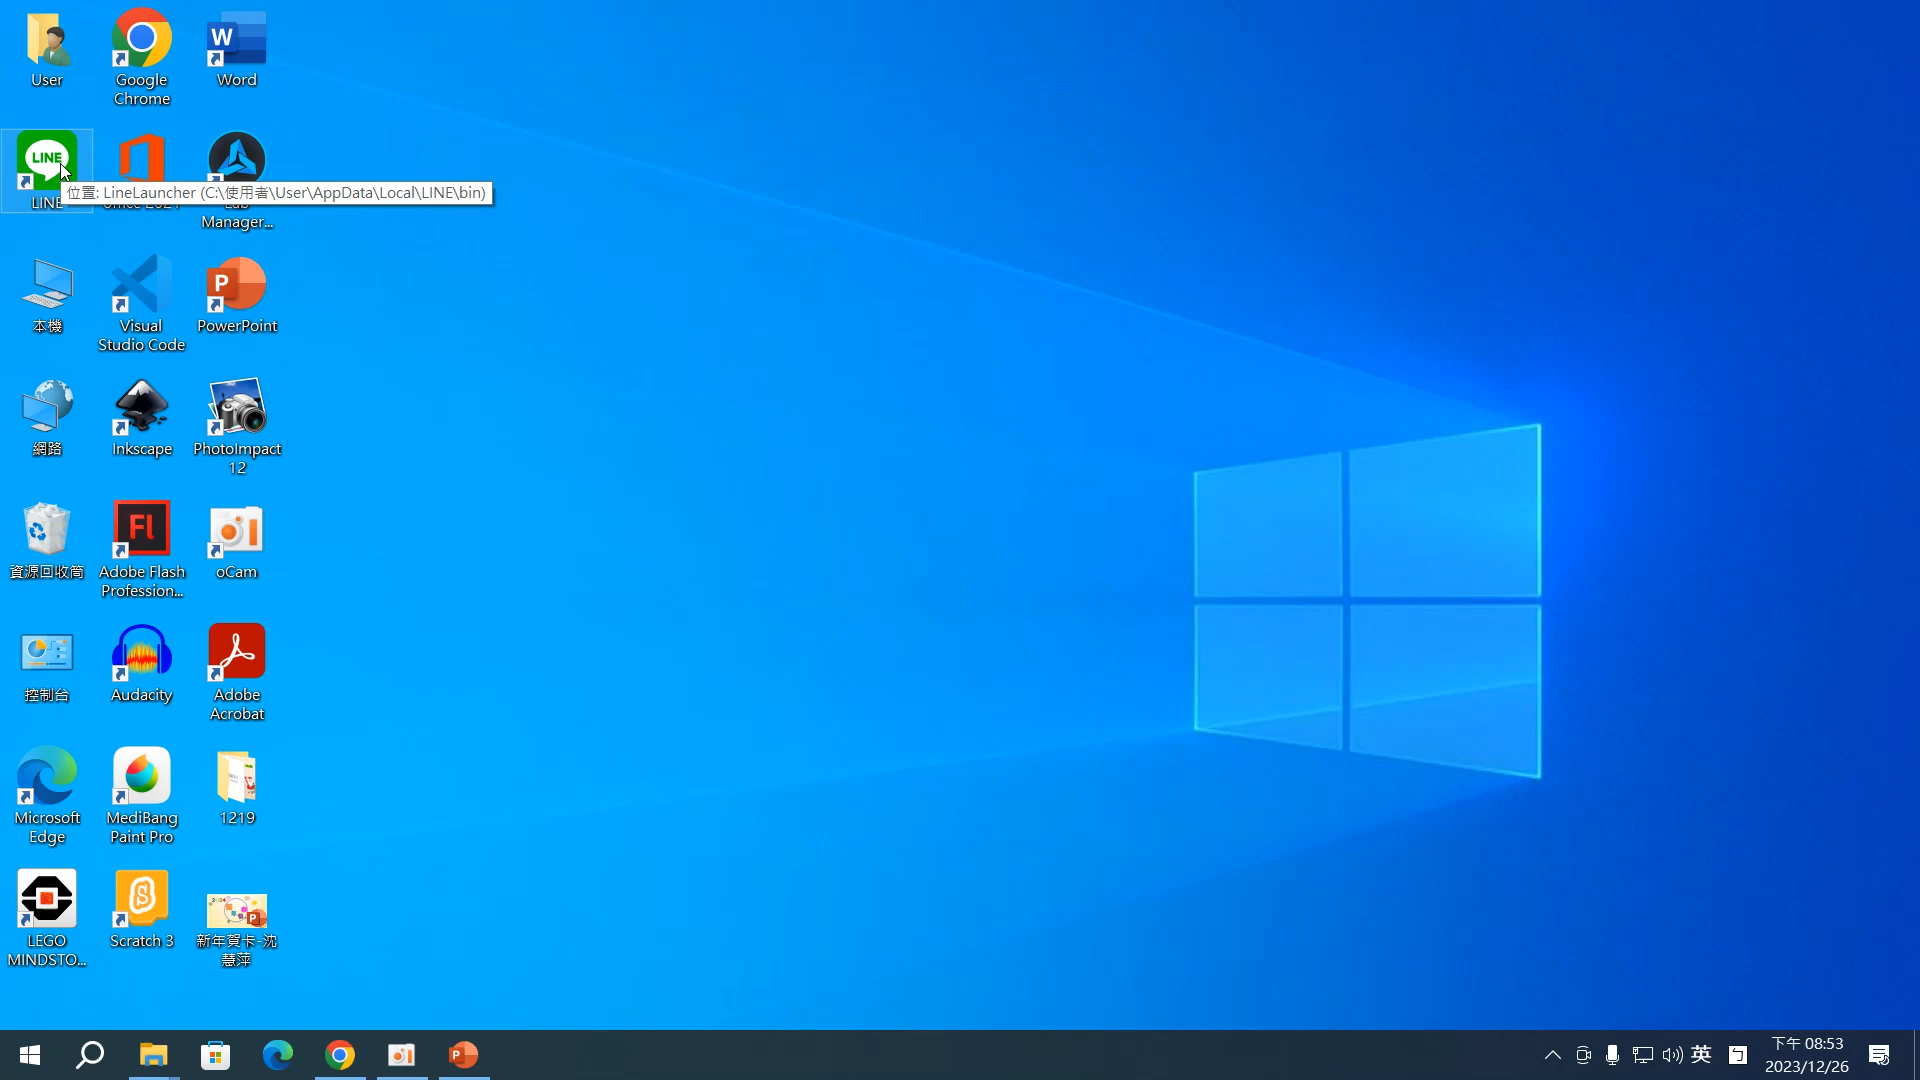 User
Google
Chrome
Word
LINE
LINE
位置: LineLauncher (C:\使用者\User\AppData\Local\LINE\bin)
Manager...
本機
Visual
Studio Code
PowerPoint
網路
Inkscape
PhotoImpact
12
資源回收筒
Adobe Flash
Profession...
oCam
控制台
Audacity
Adobe
Acrobat
Microsoft
Edge
MediBang
Paint Pro
1219
LEGO
MINDSTO...
Scratch 3
新年賀卡-沈
慧萍
英
下午 08:53
2023/12/26